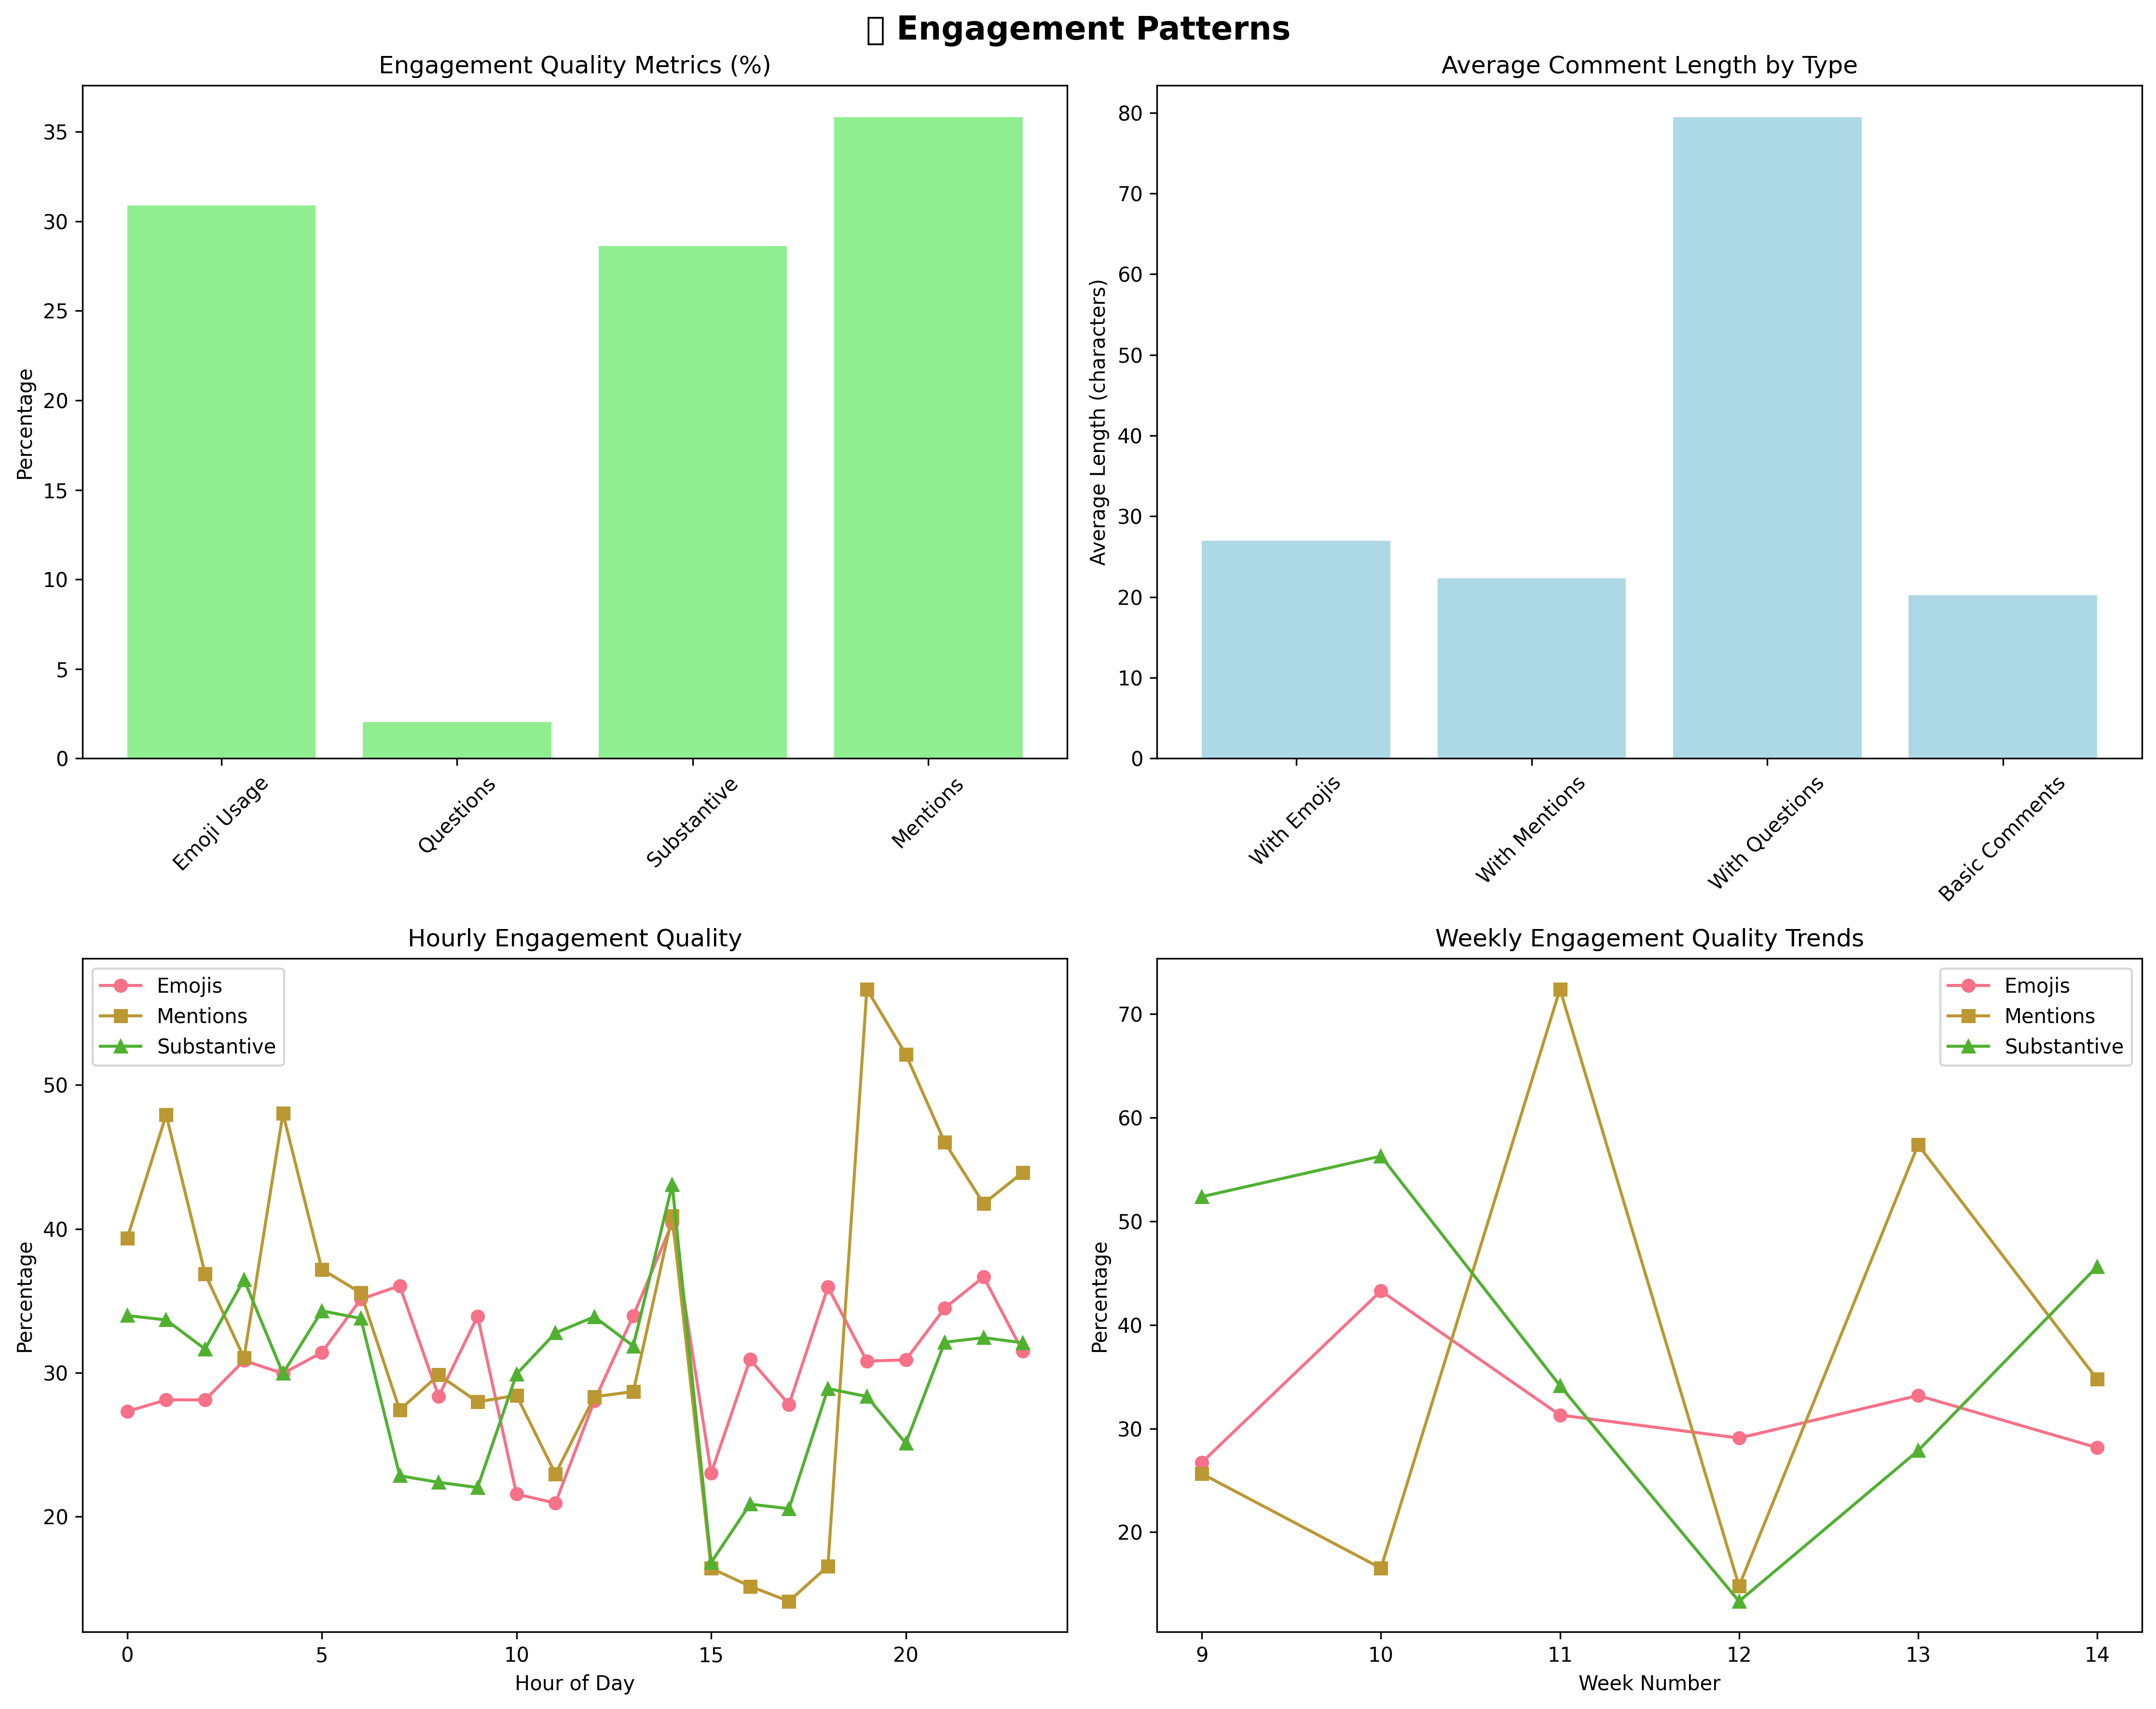 Engagement Patterns
Engagement Quality Metrics (%)
Percentage
35
30
25
20
15
10
5
0
Emoji Usage
Questions
Substantive
Mentions
Average Comment Length by Type
Average Length (characters)
80
70
60
50
40
30
20
10
0
With Emojis
With Mentions
With Questions
Basic Comments
Hourly Engagement Quality
Emojis
Mentions
Substantive
Percentage
50
40
30
20
0 5 10 15 20
Hour of Day
Weekly Engagement Quality Trends
Emojis
Mentions
Substantive
Percentage
70
60
50
40
30
20
9 10 11 12 13 14
Week Number